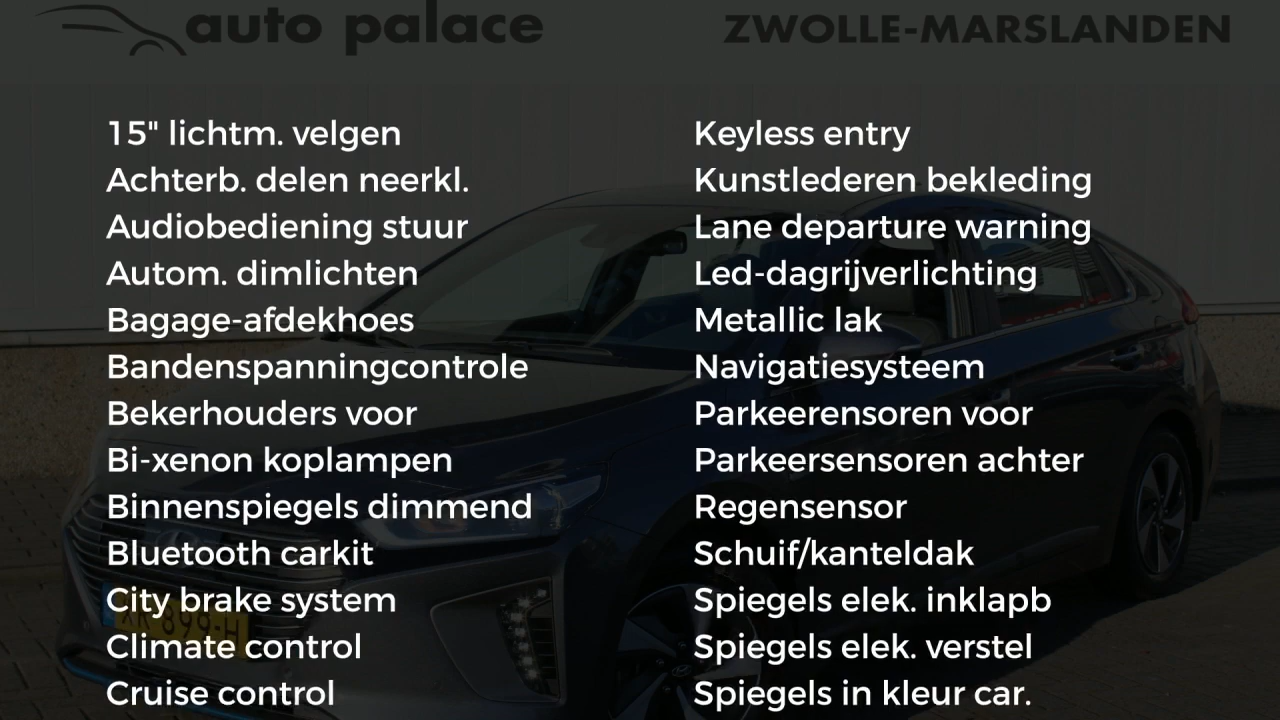 auto palace
ZWOLLE-MARSLANDEN
15" lichtm. velgen
Achterb. delen neerkl.
Audiobediening stuur
Autom. dimlichten
Bagage-afdekhoes
Bandenspanningcontrole
Bekerhouders voor
Bi-xenon koplampen
Binnenspiegels dimmend
Bluetooth carkit
City brake system
Climate control
Cruise control
Keyless entry
Kunstlederen bekleding
Lane departure warning
Led-dagrijverlichting
Metallic lak
Navigatiesysteem
Parkeerensoren voor
Parkeersensoren achter
Regensensor
Schuif/kanteldak
Spiegels elek. inklapb
Spiegels elek. verstel
Spiegels in kleur car.